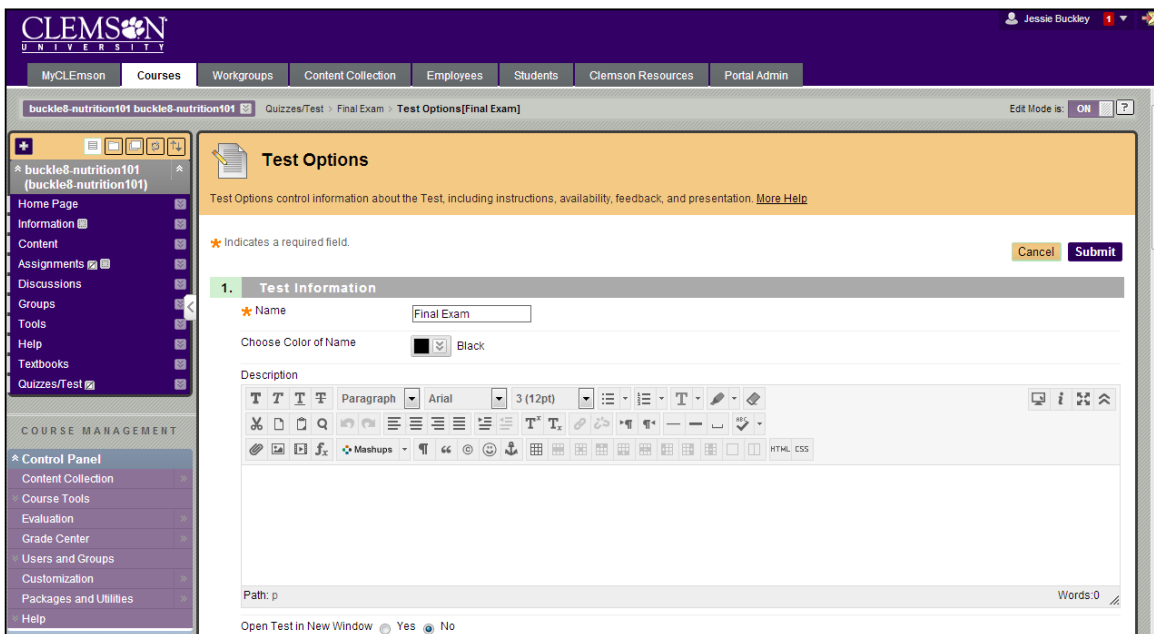 CLEMSON
UNIVERSITY
Jessie Buckley 1
MyCLEmson Courses Workgroups Content Collection Employees Students Clemson Resources Portal Admin
buckle8-nutrition101 buckle8-nutrition101 Quizzes/Test > Final Exam > Test Options[Final Exam] Edit Mode is: ON ?
buckle8-nutrition101
(buckle8-nutrition101)
Home Page
Information
Content
Assignments
Discussions
Groups
Tools
Help
Textbooks
Quizzes/Test
COURSE MANAGEMENT
Control Panel
Content Collection
Course Tools
Evaluation
Grade Center
Users and Groups
Customization
Packages and Utilities
Help
Test Options
Test Options control information about the Test, including instructions, availability, feedback, and presentation. More Help
Indicates a required field.
Cancel Submit
1. Test Information
Name Final Exam
Choose Color of Name Black
Description
T T T T Paragraph Arial 3 (12pt) T i
Tx Tx ABC
fx Mashups ¶ “ © HTML CSS
Path: p Words:0
Open Test in New Window Yes No